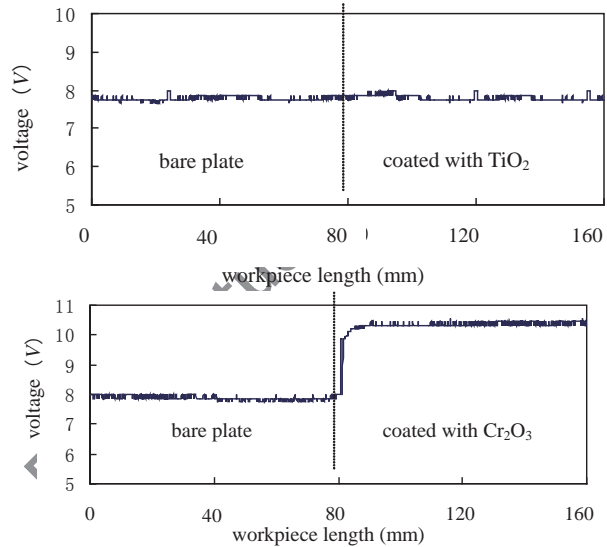 10
9
8
7
6
5
voltage (V)
bare plate
coated with TiO₂
0 40 80 120 160
workpiece length (mm)
11
10
9
8
7
6
5
voltage (V)
bare plate
coated with Cr₂O₃
0 40 80 120 160
workpiece length (mm)